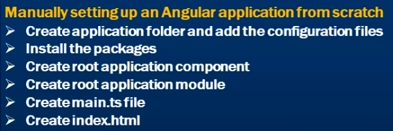 Manually setting up an Angular application from scratch
➢ Create application folder and add the configuration files
➢ Install the packages
➢ Create root application component
➢ Create root application module
➢ Create main.ts file
➢ Create index.html